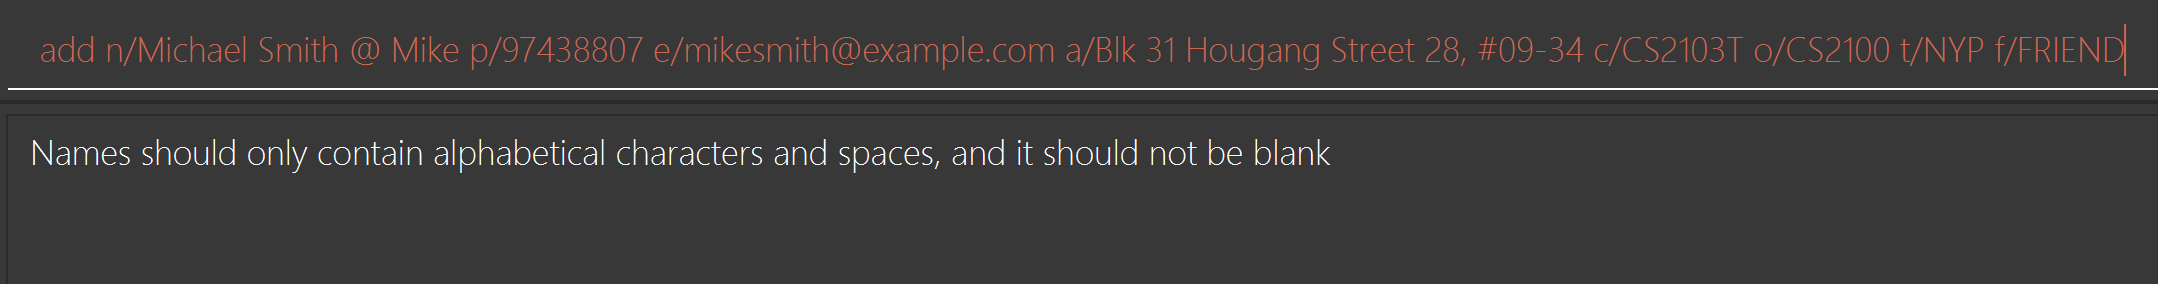 add n/Michael Smith @ Mike p/97438807 e/mikesmith@example.com a/Blk 31 Hougang Street 28, #09-34 c/CS2103T o/CS2100 t/NYP f/FRIEND
Names should only contain alphabetical characters and spaces, and it should not be blank